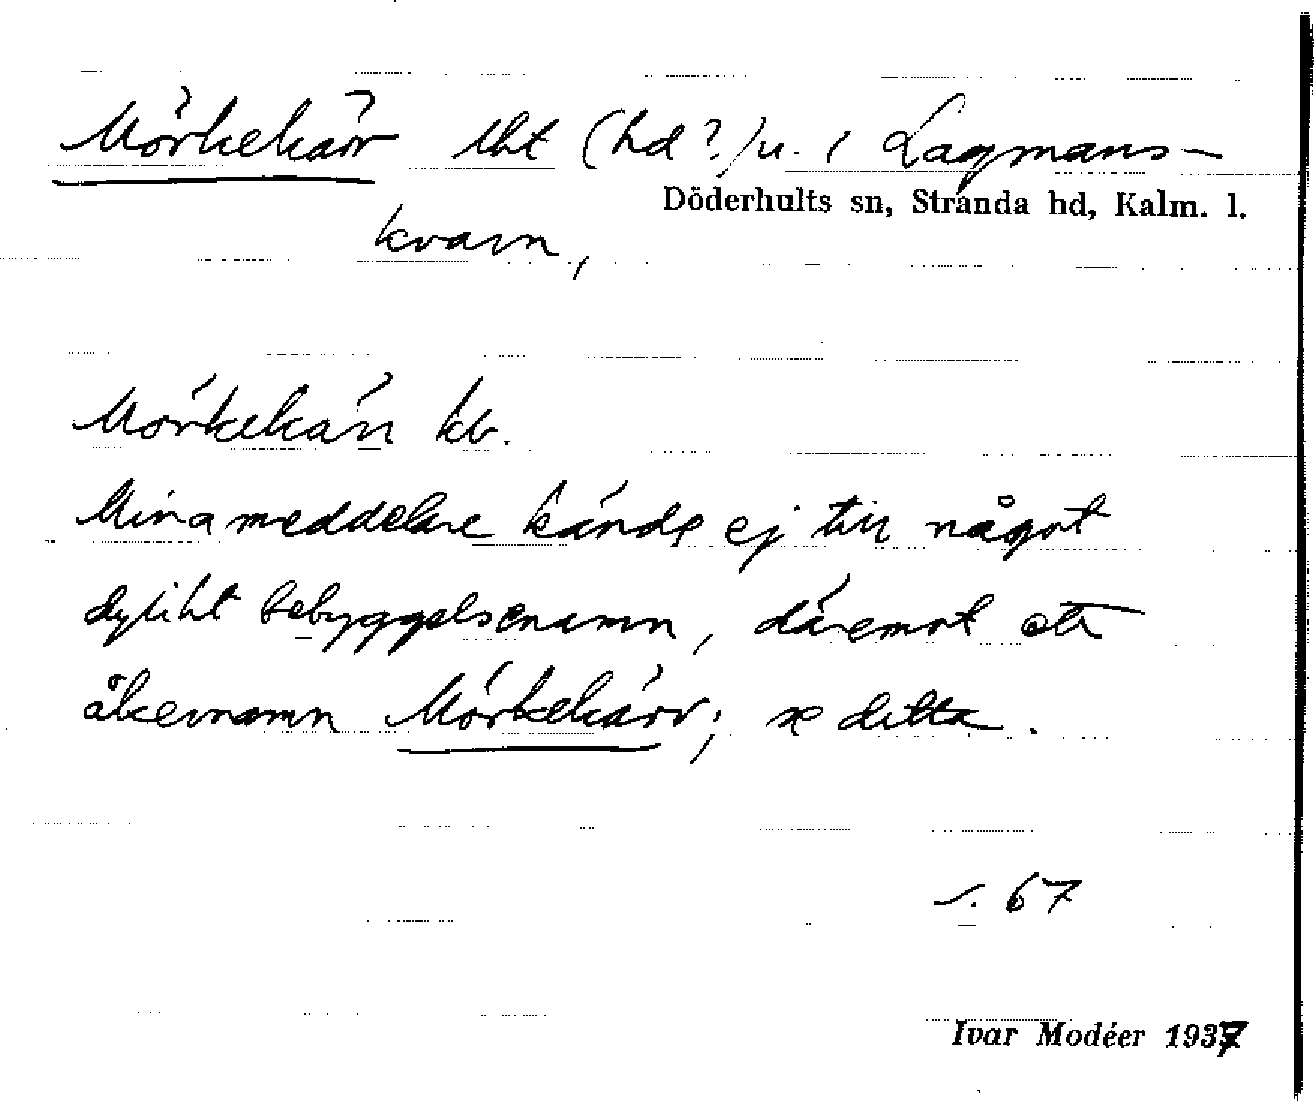 Mörkekärr lht (hd?) u. i Lagmans-
Döderhults sn, Stranda hd, Kalm. l.
kvarn,
Mörkekärr kb.
Mina meddelare kände ej till något
dylikt bebyggelsenamn, däremot ett
åkernamn Mörkekärr; se detta.
s. 67
Ivar Modéer 1937